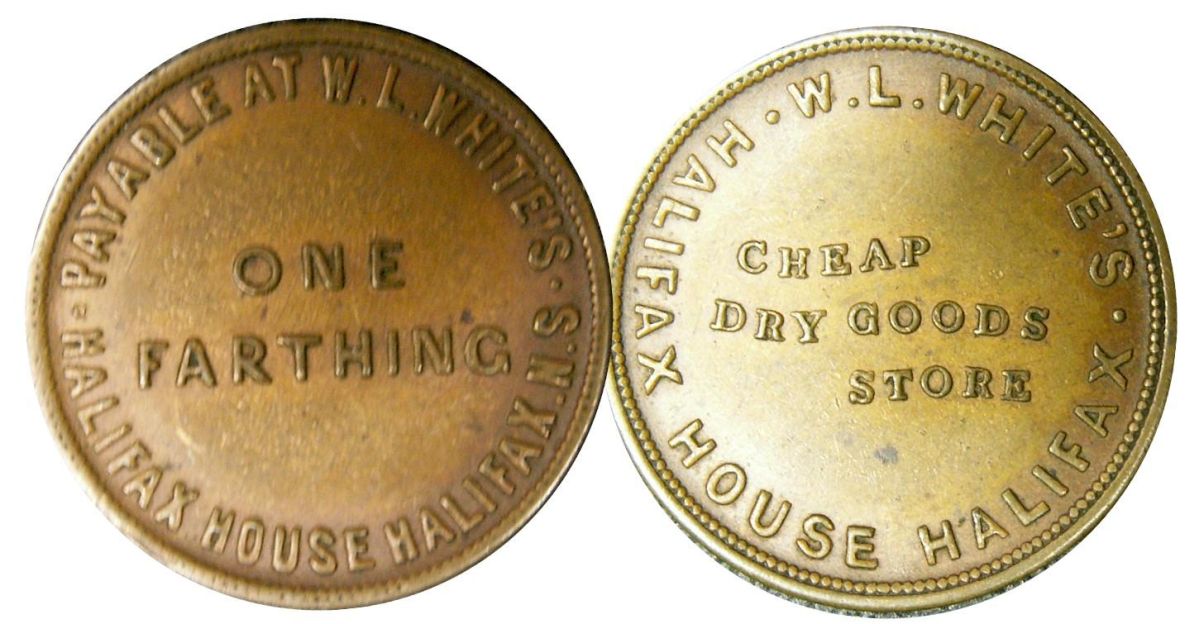 PAYABLE AT W.L.WHITE'S·
HALIFAX HOUSE HALIFAX N.S.·
ONE
FARTHING
·W.L.WHITE'S·
HALIFAX HOUSE HALIFAX
CHEAP
DRY GOODS
STORE